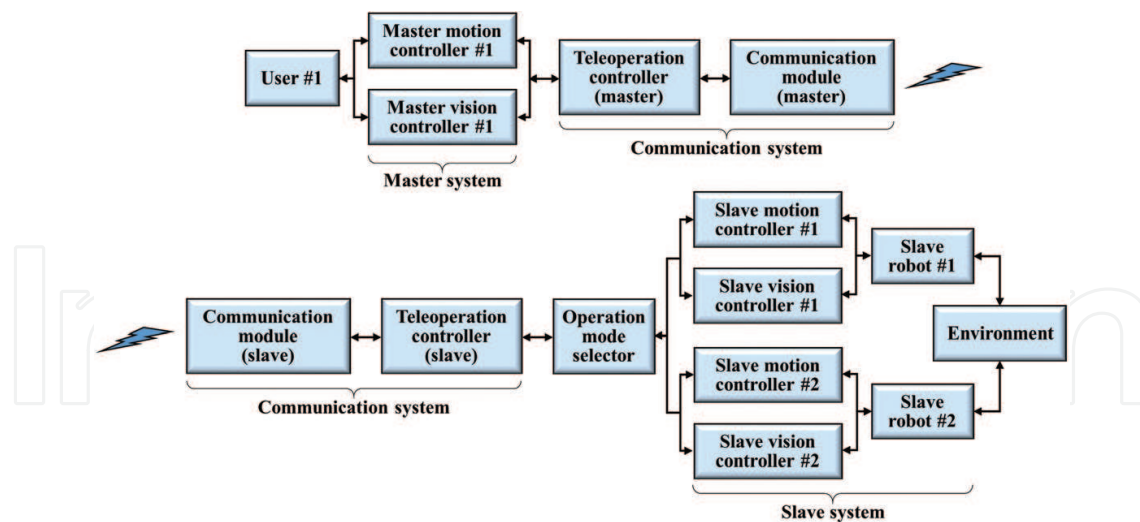 Master motion
controller #1
User #1
Master vision
controller #1
Master system
Teleoperation
controller
(master)
Communication
module
(master)
Communication system
Communication
module
(slave)
Teleoperation
controller
(slave)
Communication system
Operation
mode
selector
Slave motion
controller #1
Slave vision
controller #1
Slave motion
controller #2
Slave vision
controller #2
Slave
robot #1
Slave
robot #2
Slave system
Environment